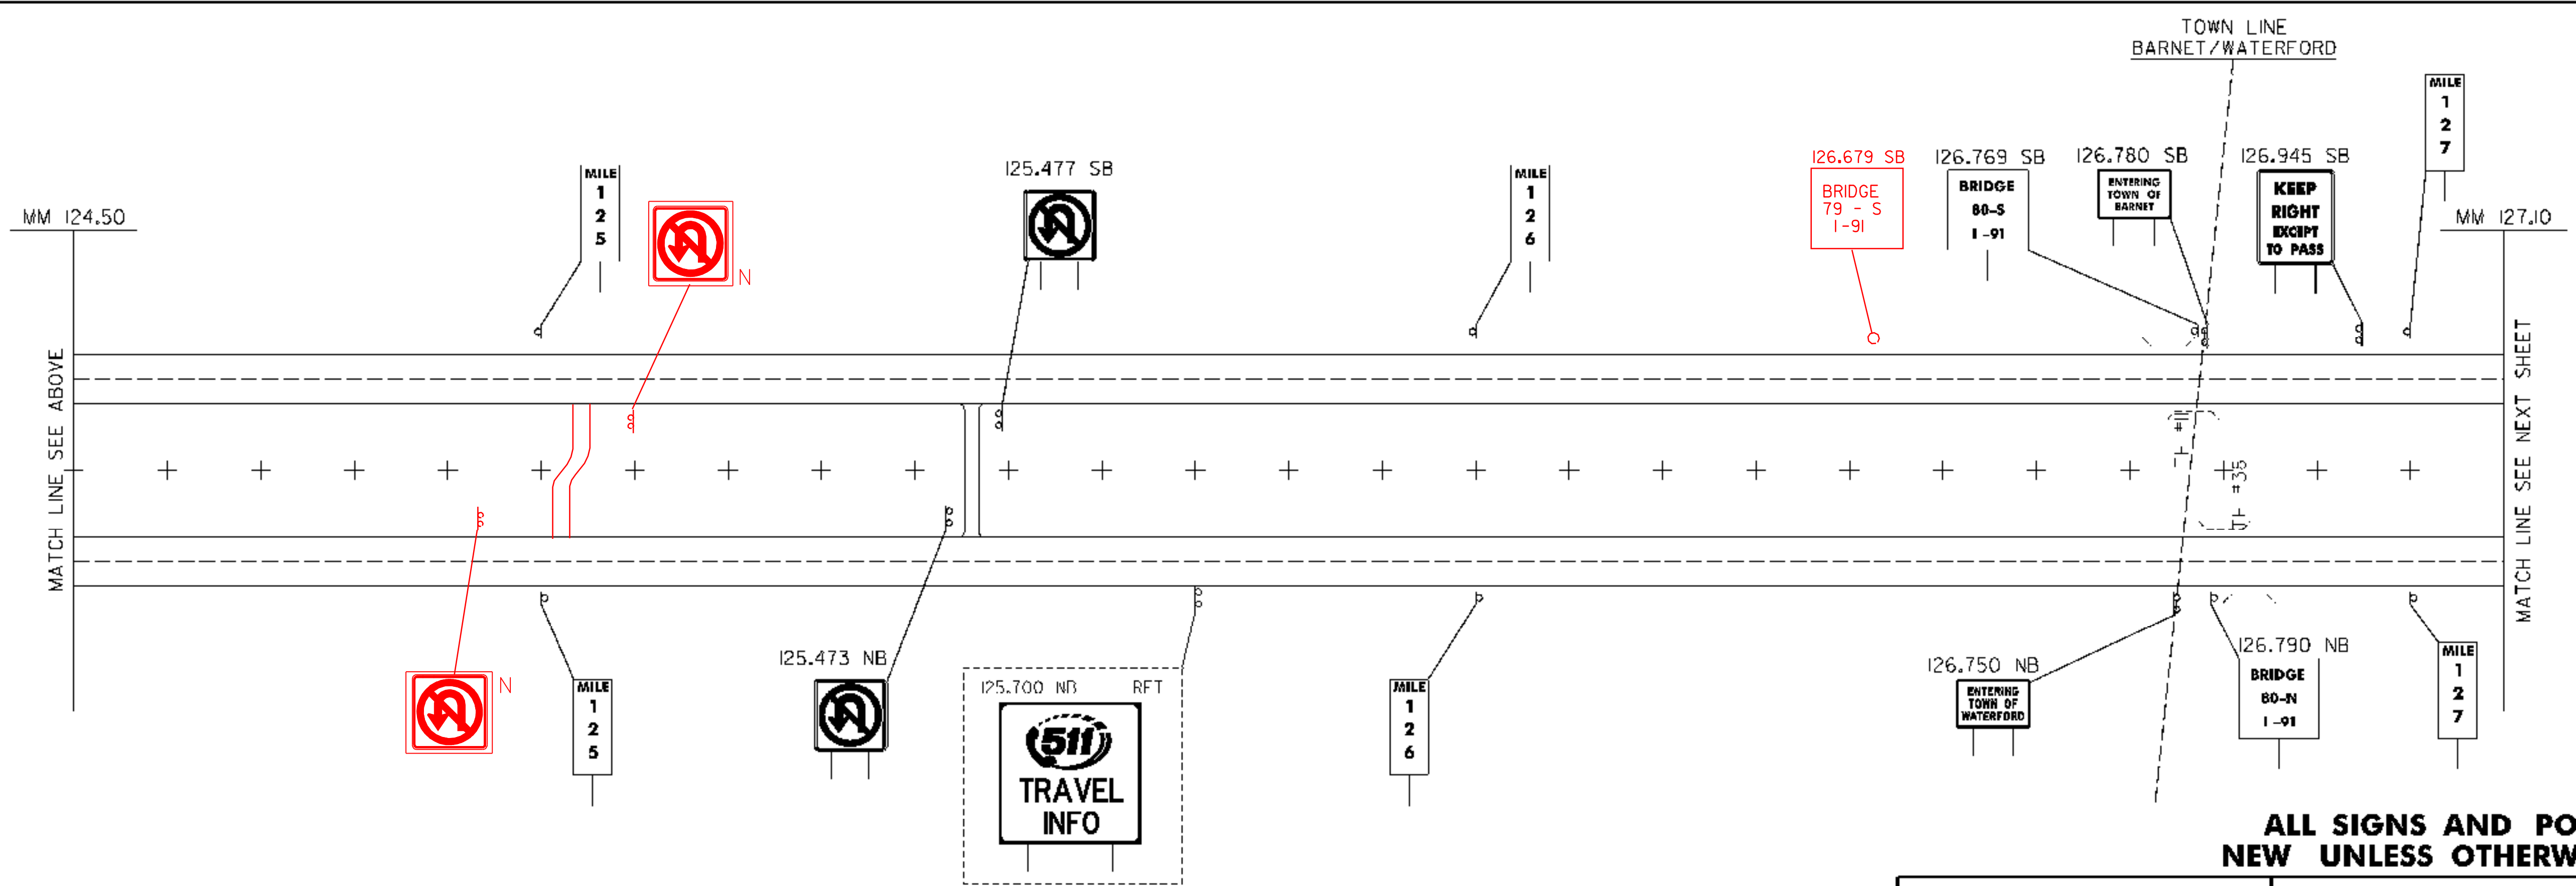 TOWN LINE
BARNET/WATERFORD
MILE
1
2
7
125.477 SB
126.679 SB
126.769 SB
126.780 SB
126.945 SB
MILE
1
2
5
MILE
1
2
6
BRIDGE
79 - S
I-91
BRIDGE
80-S
I-91
ENTERING
TOWN OF
BARNET
KEEP
RIGHT
EXCEPT
TO PASS
MM 124.50
MM 127.10
N
MATCH LINE SEE ABOVE
MATCH LINE SEE NEXT SHEET
#35
125.473 NB
126.750 NB
126.790 NB
N
MILE
1
2
5
125.700 NB RET
511
TRAVEL
INFO
MILE
1
2
6
ENTERING
TOWN OF
WATERFORD
BRIDGE
80-N
I-91
MILE
1
2
7
ALL SIGNS AND PO
NEW UNLESS OTHERW